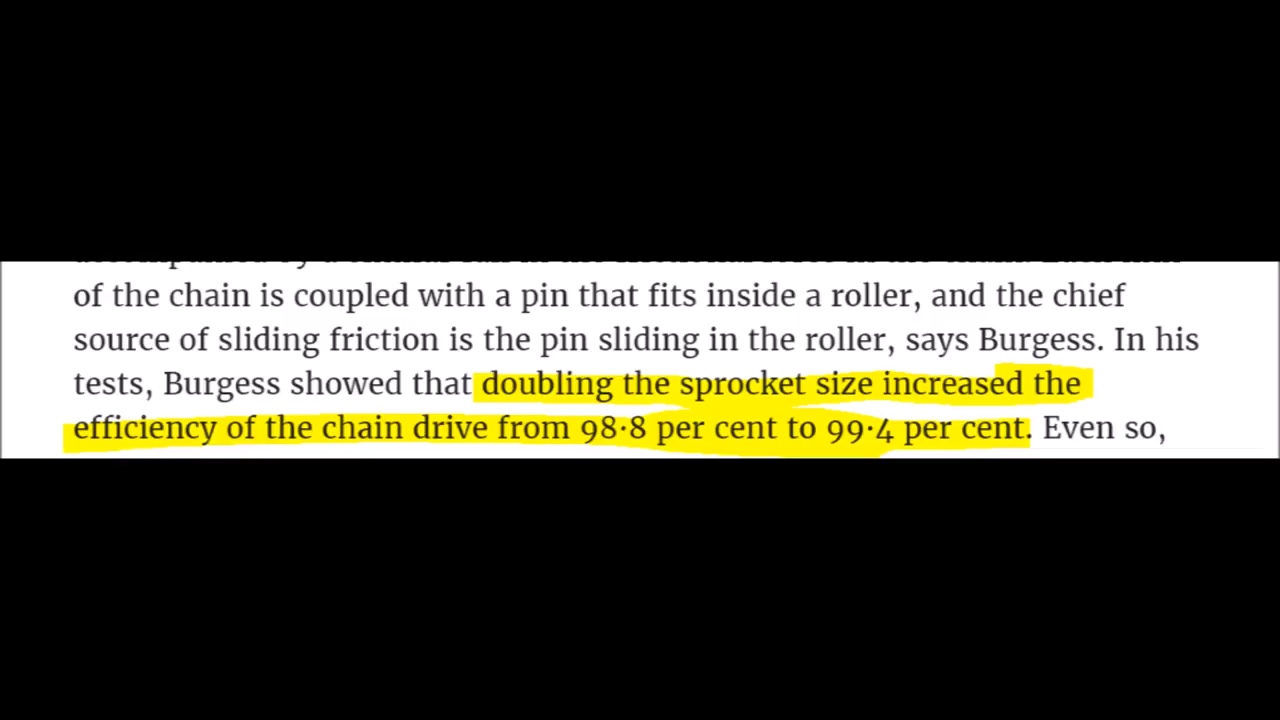 of the chain is coupled with a pin that fits inside a roller, and the chief
source of sliding friction is the pin sliding in the roller, says Burgess. In his
tests, Burgess showed that doubling the sprocket size increased the
efficiency of the chain drive from 98·8 per cent to 99·4 per cent. Even so,